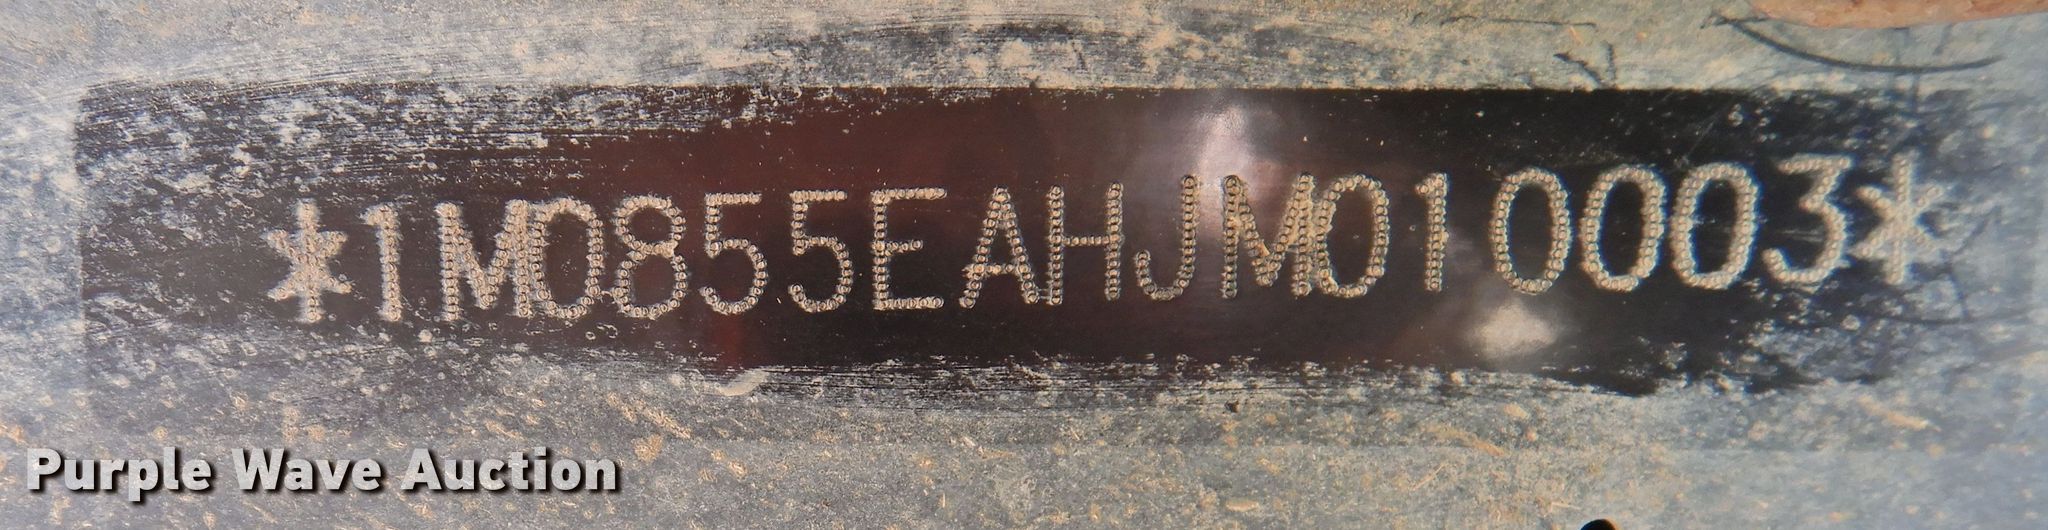 *1M0855EAHJM010003*
Purple Wave Auction